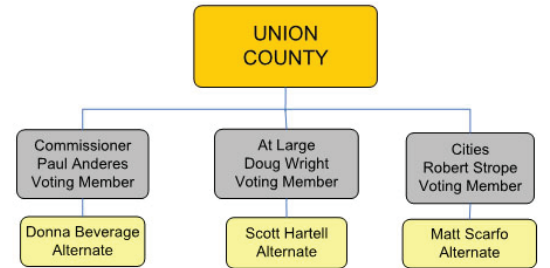 UNION
COUNTY
Commissioner
Paul Anderes
Voting Member
At Large
Doug Wright
Voting Member
Cities
Robert Strope
Voting Member
Donna Beverage
Alternate
Scott Hartell
Alternate
Matt Scarfo
Alternate